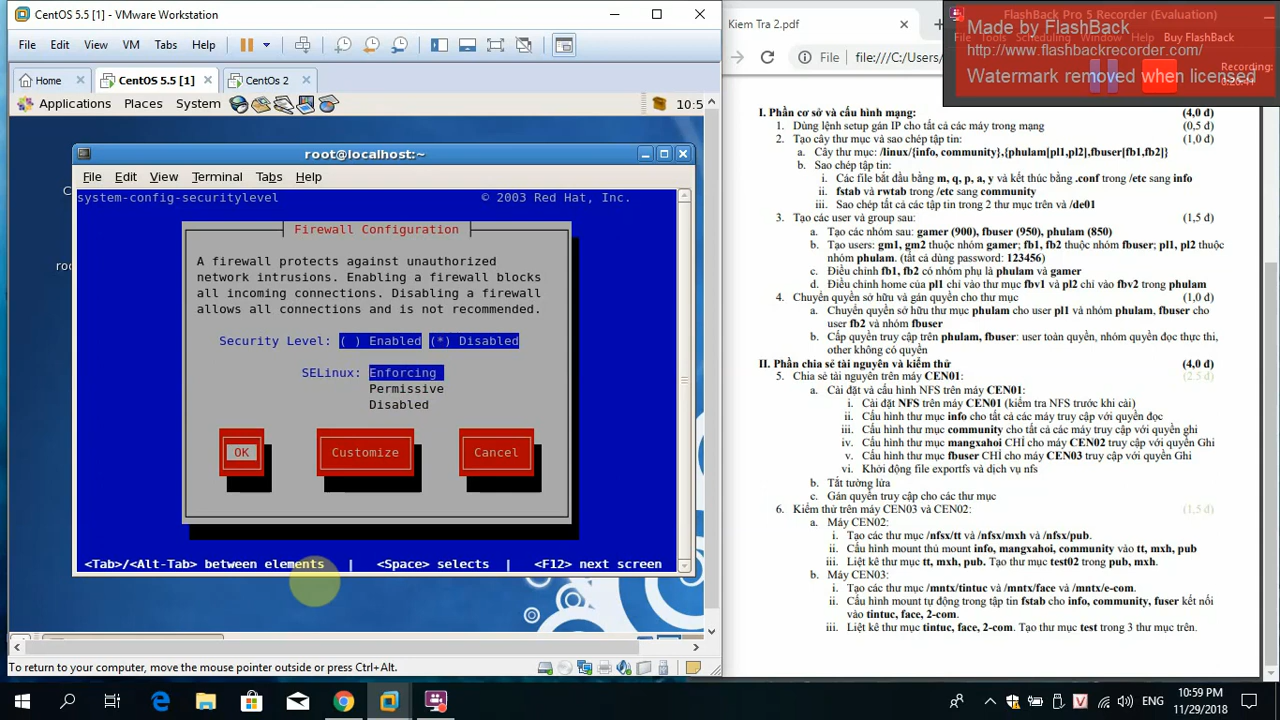 CentOS 5.5 [1] - VMware Workstation
File Edit View VM Tabs Help
Home
CentOS 5.5 [1]
CentOs 2
Applications Places System
10:5
root@localhost:~
File Edit View Terminal Tabs Help
system-config-securitylevel © 2003 Red Hat, Inc.
Firewall Configuration
A firewall protects against unauthorized
network intrusions. Enabling a firewall blocks
all incoming connections. Disabling a firewall
allows all connections and is not recommended.
Security Level: ( ) Enabled (*) Disabled
SELinux: Enforcing
Permissive
Disabled
OK Customize Cancel
<Tab>/<Alt-Tab> between elements | <Space> selects | <F12> next screen
To return to your computer, move the mouse pointer outside or press Ctrl+Alt.
Kiem Tra 2.pdf
File file:///C:/Users/
FlashBack Pro 5 Recorder (Evaluation)
Made by FlashBack
File Tools Window Help Buy FlashBack
http://www.flashbackrecorder.com/
Watermark removed when licensed
Recording:
I. Phần cơ sở và cấu hình mạng: (4,0 đ)
1. Dùng lệnh setup gán IP cho tất cả các máy trong mạng (0,5 đ)
2. Tạo cây thư mục và sao chép tập tin: (1,0 đ)
a. Cây thư mục: /linux/{info, community},{phulam[pl1,pl2],fbuser[fb1,fb2]}
b. Sao chép tập tin:
i. Các file bắt đầu bằng m, q, p, a, y và kết thúc bằng .conf trong /etc sang info
ii. fstab và rwtab trong /etc sang community
iii. Sao chép tất cả các tập tin trong 2 thư mục trên và /de01
3. Tạo các user và group sau: (1,5 đ)
a. Tạo các nhóm sau: gamer (900), fbuser (950), phulam (850)
b. Tạo users: gm1, gm2 thuộc nhóm gamer; fb1, fb2 thuộc nhóm fbuser; pl1, pl2 thuộc
nhóm phulam. (tất cả dùng password: 123456)
c. Điều chỉnh fb1, fb2 có nhóm phụ là phulam và gamer
d. Điều chỉnh home của pl1 chỉ vào thư mục fbv1 và pl2 chỉ vào fbv2 trong phulam
4. Chuyển quyền sở hữu và gán quyền cho thư mục (1,0 đ)
a. Chuyển quyền sở hữu thư mục phulam cho user pl1 và nhóm phulam, fbuser cho
user fb2 và nhóm fbuser
b. Cấp quyền truy cập trên phulam, fbuser: user toàn quyền, nhóm quyền đọc thực thi,
other không có quyền
II. Phần chia sẻ tài nguyên và kiểm thử (4,0 đ)
5. Chia sẻ tài nguyên trên máy CEN01: (2.5 đ)
a. Cài đặt và cấu hình NFS trên máy CEN01:
i. Cài đặt NFS trên máy CEN01 (kiểm tra NFS trước khi cài)
ii. Cấu hình thư mục info cho tất cả các máy truy cập với quyền đọc
iii. Cấu hình thư mục community cho tất cả các máy truy cập với quyền ghi
iv. Cấu hình thư mục mangxahoi CHỈ cho máy CEN02 truy cập với quyền Ghi
v. Cấu hình thư mục fbuser CHỈ cho máy CEN03 truy cập với quyền Ghi
vi. Khởi động file exportfs và dịch vụ nfs
b. Tắt tường lửa
c. Gán quyền truy cập cho các thư mục
6. Kiểm thử trên máy CEN03 và CEN02: (1,5 đ)
a. Máy CEN02:
i. Tạo các thư mục /nfsx/tt và /nfsx/mxh và /nfsx/pub.
ii. Cấu hình mount thủ mount info, mangxahoi, community vào tt, mxh, pub
iii. Liệt kê thư mục tt, mxh, pub. Tạo thư mục test02 trong pub, mxh.
b. Máy CEN03:
i. Tạo các thư mục /mntx/tintuc và /mntx/face và /mntx/e-com.
ii. Cấu hình mount tự động trong tập tin fstab cho info, community, fuser kết nối
vào tintuc, face, 2-com.
iii. Liệt kê thư mục tintuc, face, 2-com. Tạo thư mục test trong 3 thư mục trên.
ENG
10:59 PM
11/29/2018